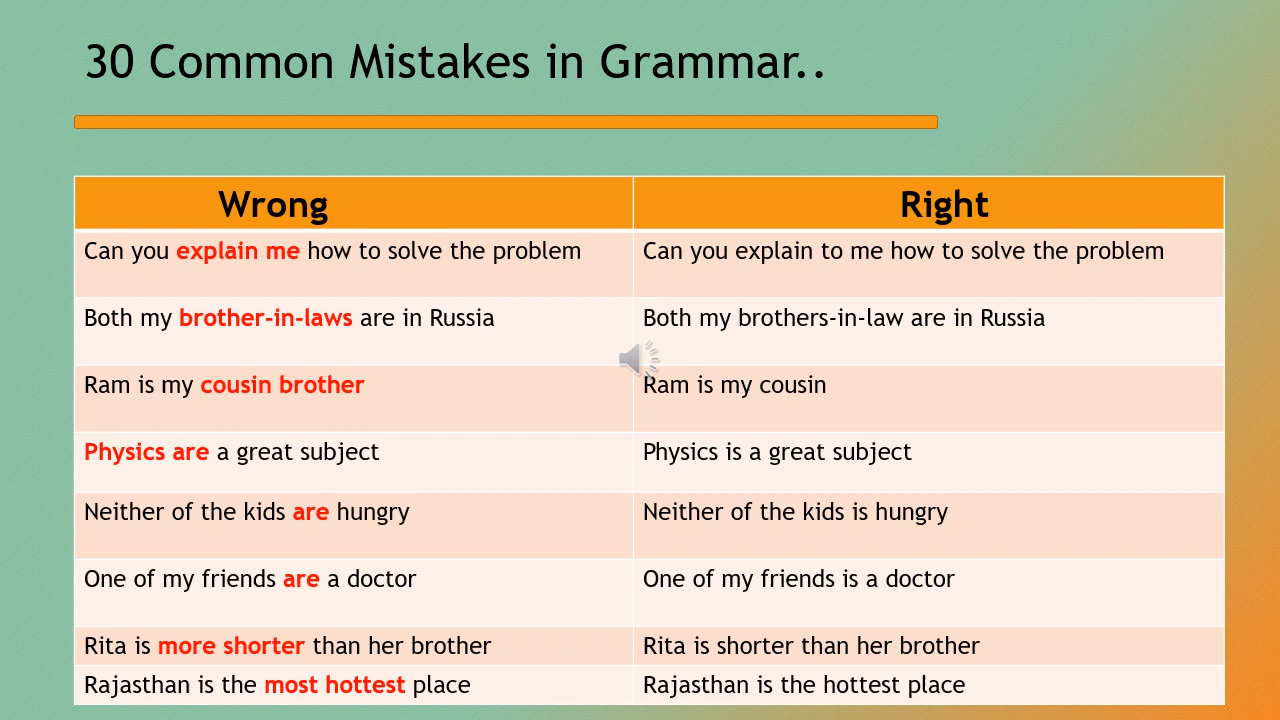 30 Common Mistakes in Grammar..
Wrong Right
Can you explain me how to solve the problem Can you explain to me how to solve the problem
Both my brother-in-laws are in Russia Both my brothers-in-law are in Russia
Ram is my cousin brother Ram is my cousin
Physics are a great subject Physics is a great subject
Neither of the kids are hungry Neither of the kids is hungry
One of my friends are a doctor One of my friends is a doctor
Rita is more shorter than her brother Rita is shorter than her brother
Rajasthan is the most hottest place Rajasthan is the hottest place